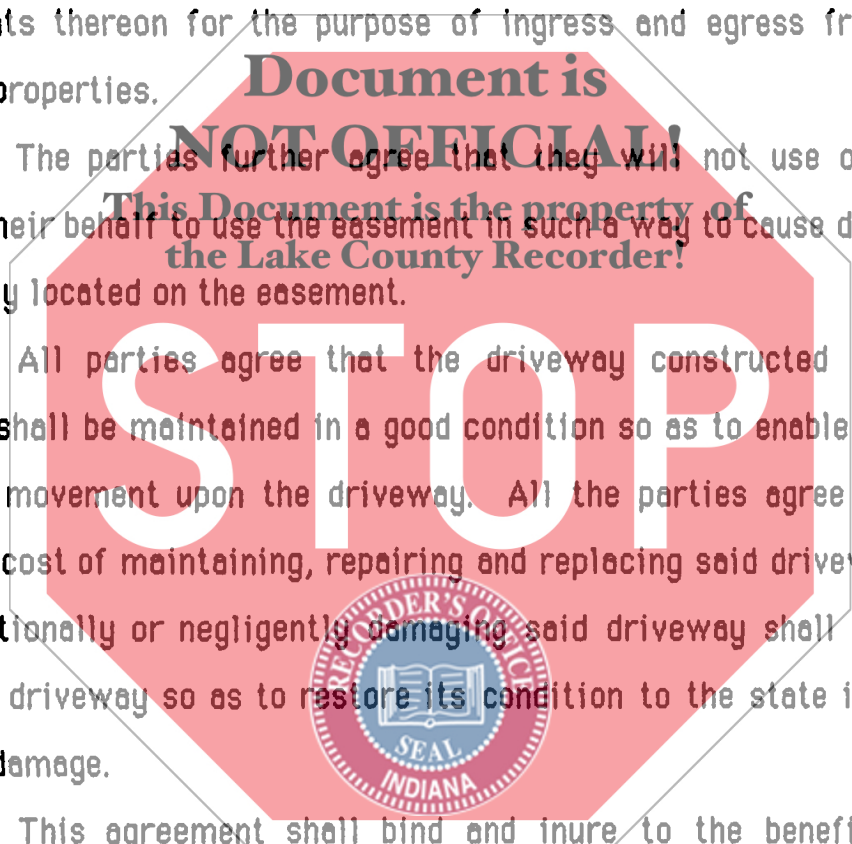 ts thereon for the purpose of ingress and egress fr
Document is
properties.
NOT OFFICIAL!
The parties further agree that they will not use o
This Document is the property of
heir behalf to use the easement in such a way to cause d
the Lake County Recorder!
y located on the easement.
STOP
All parties agree that the driveway constructed
shall be maintained in a good condition so as to enable
movement upon the driveway. All the parties agree
cost of maintaining, repairing and replacing said drivew
tionally or negligently damaging said driveway shall
driveway so as to restore its condition to the state i
damage.
RECORDER'S OFFICE
SEAL
INDIANA
This agreement shall bind and inure to the benefi